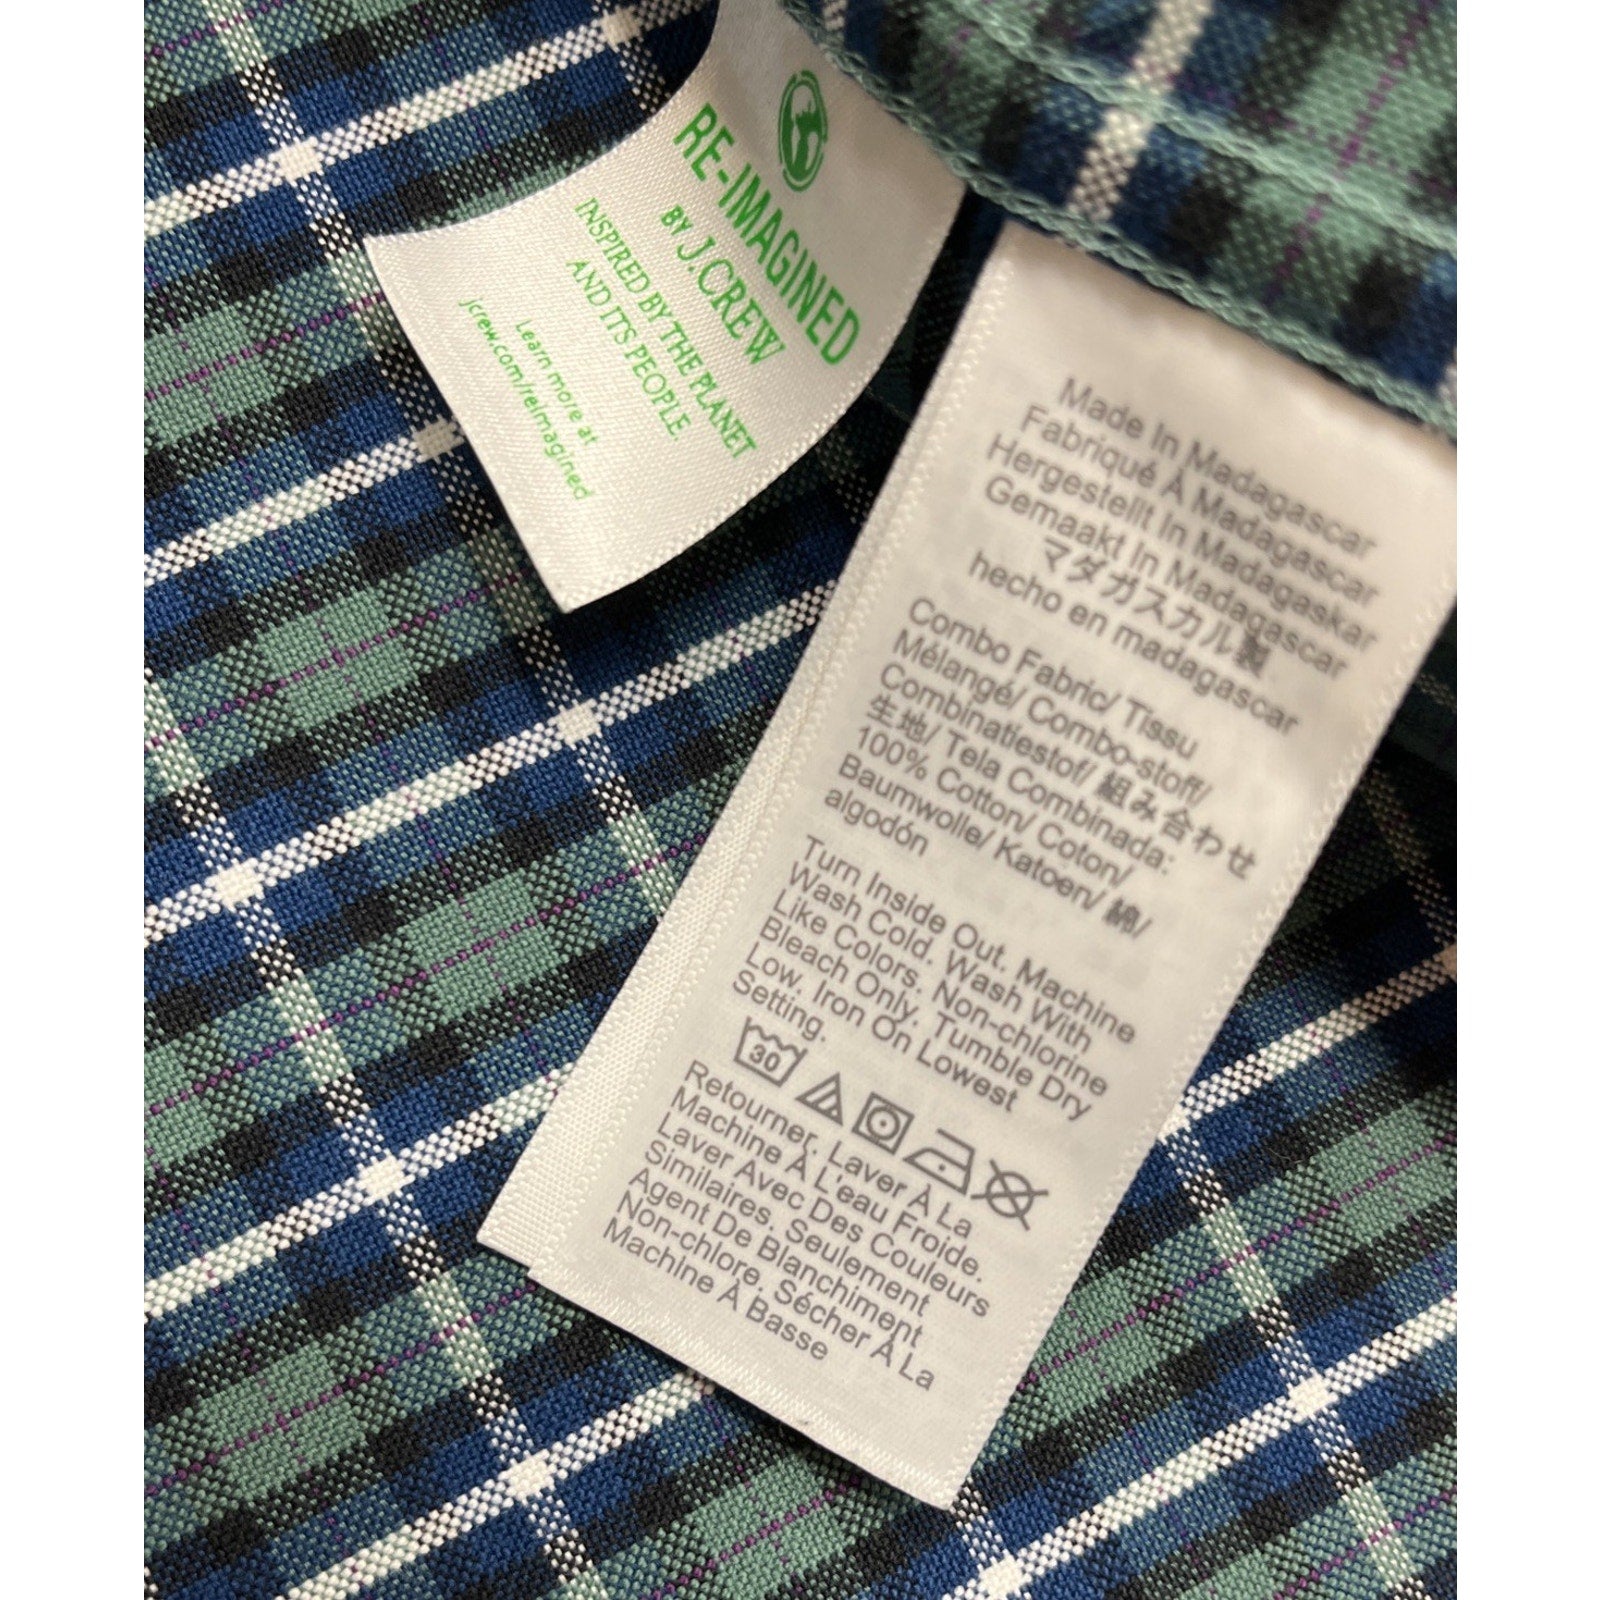 RE-IMAGINED
BY J.CREW
INSPIRED BY THE PLANET
AND ITS PEOPLE.
Learn more at
jcrew.com/reimagined
Made In Madagascar
Fabriqué À Madagascar
Hergestellt In Madagaskar
Gemaakt In Madagascar
マダガスカル製
hecho en madagascar
Combo Fabric/ Tissu
Mélangé/ Combo-stoff/
Combinatiestof/ 組み合わせ
生地/ Tela Combinada:
100% Cotton/ Coton/
Baumwolle/ Katoen/ 綿/
algodón
Turn Inside Out. Machine
Wash Cold. Wash With
Like Colors. Non-chlorine
Bleach Only. Tumble Dry
Low. Iron On Lowest
Setting.
30
Retourner. Laver À La
Machine À L'eau Froide.
Laver Avec Des Couleurs
Similaires. Seulement
Agent De Blanchiment
Non-chlore. Sécher À La
Machine À Basse